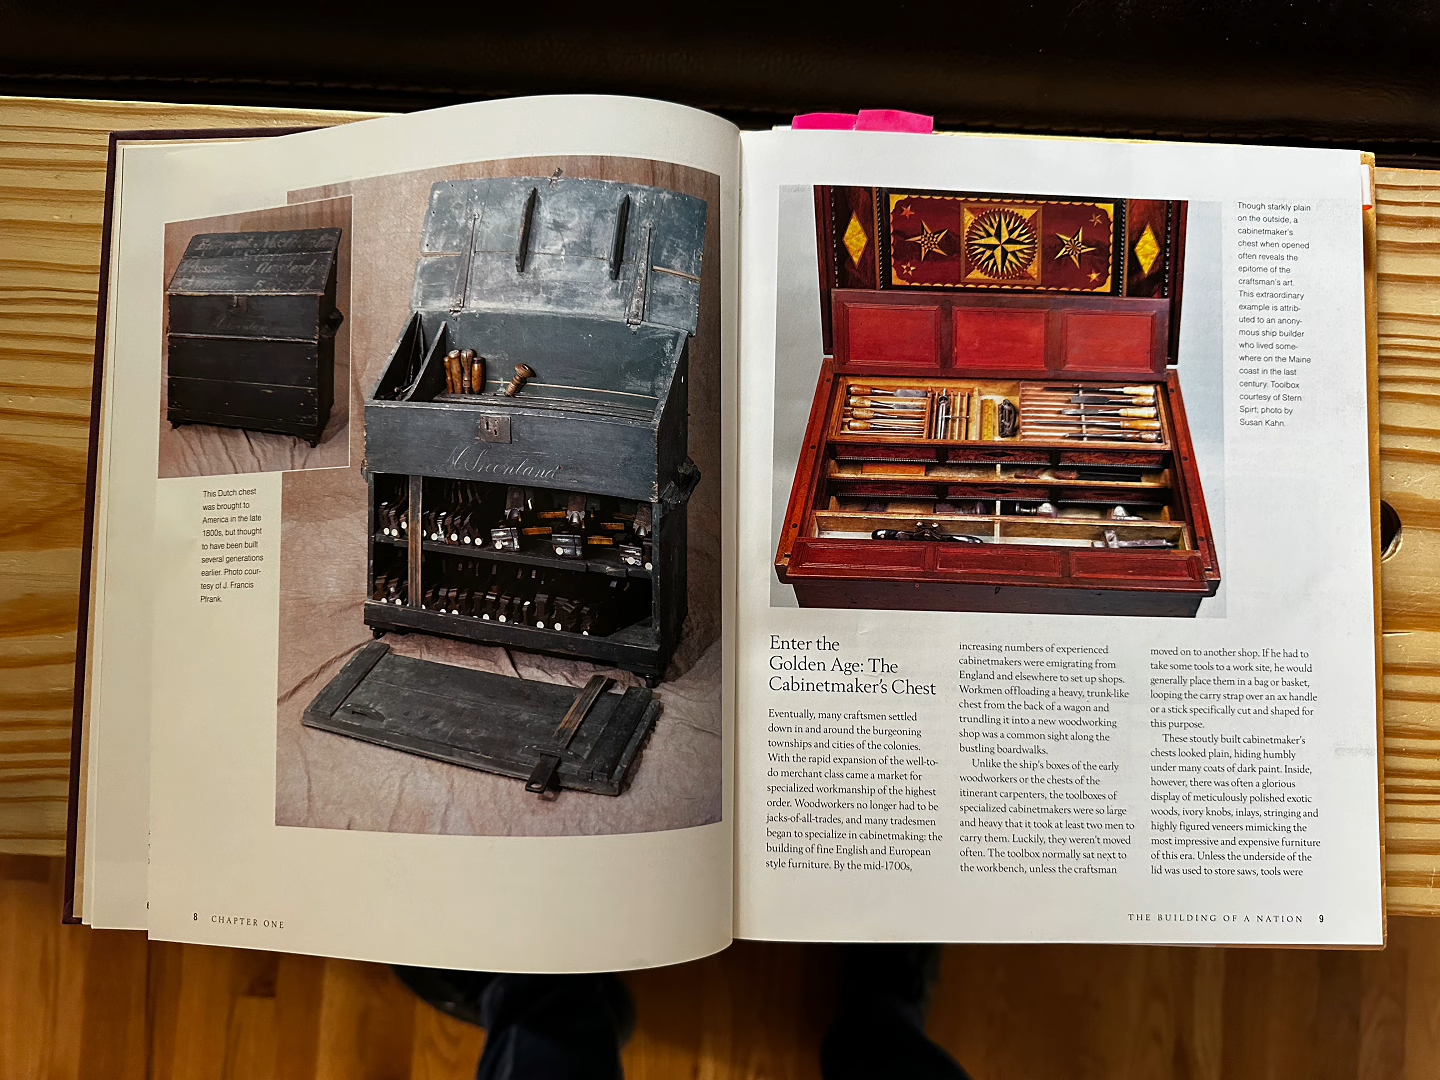 This Dutch chest
was brought to
America in the late
1800s, but thought
to have been built
several generations
earlier. Photo cour-
tesy of J. Francis
Pfrank.
8 CHAPTER ONE
Though starkly plain
on the outside, a
cabinetmaker's
chest when opened
often reveals the
epitome of the
craftsman's art.
This extraordinary
example is attrib-
uted to an anony-
mous ship builder
who lived some-
where on the Maine
coast in the last
century. Toolbox
courtesy of Stern
Spirt; photo by
Susan Kahn.
Enter the
Golden Age: The
Cabinetmaker's Chest
Eventually, many craftsmen settled
down in and around the burgeoning
townships and cities of the colonies.
With the rapid expansion of the well-to-
do merchant class came a market for
specialized workmanship of the highest
order. Woodworkers no longer had to be
jacks-of-all-trades, and many tradesmen
began to specialize in cabinetmaking: the
building of fine English and European
style furniture. By the mid-1700s,
increasing numbers of experienced
cabinetmakers were emigrating from
England and elsewhere to set up shops.
Workmen offloading a heavy, trunk-like
chest from the back of a wagon and
trundling it into a new woodworking
shop was a common sight along the
bustling boardwalks.
Unlike the ship's boxes of the early
woodworkers or the chests of the
itinerant carpenters, the toolboxes of
specialized cabinetmakers were so large
and heavy that it took at least two men to
carry them. Luckily, they weren't moved
often. The toolbox normally sat next to
the workbench, unless the craftsman
moved on to another shop. If he had to
take some tools to a work site, he would
generally place them in a bag or basket,
looping the carry strap over an ax handle
or a stick specifically cut and shaped for
this purpose.
These stoutly built cabinetmaker's
chests looked plain, hiding humbly
under many coats of dark paint. Inside,
however, there was often a glorious
display of meticulously polished exotic
woods, ivory knobs, inlays, stringing and
highly figured veneers mimicking the
most impressive and expensive furniture
of this era. Unless the underside of the
lid was used to store saws, tools were
THE BUILDING OF A NATION 9